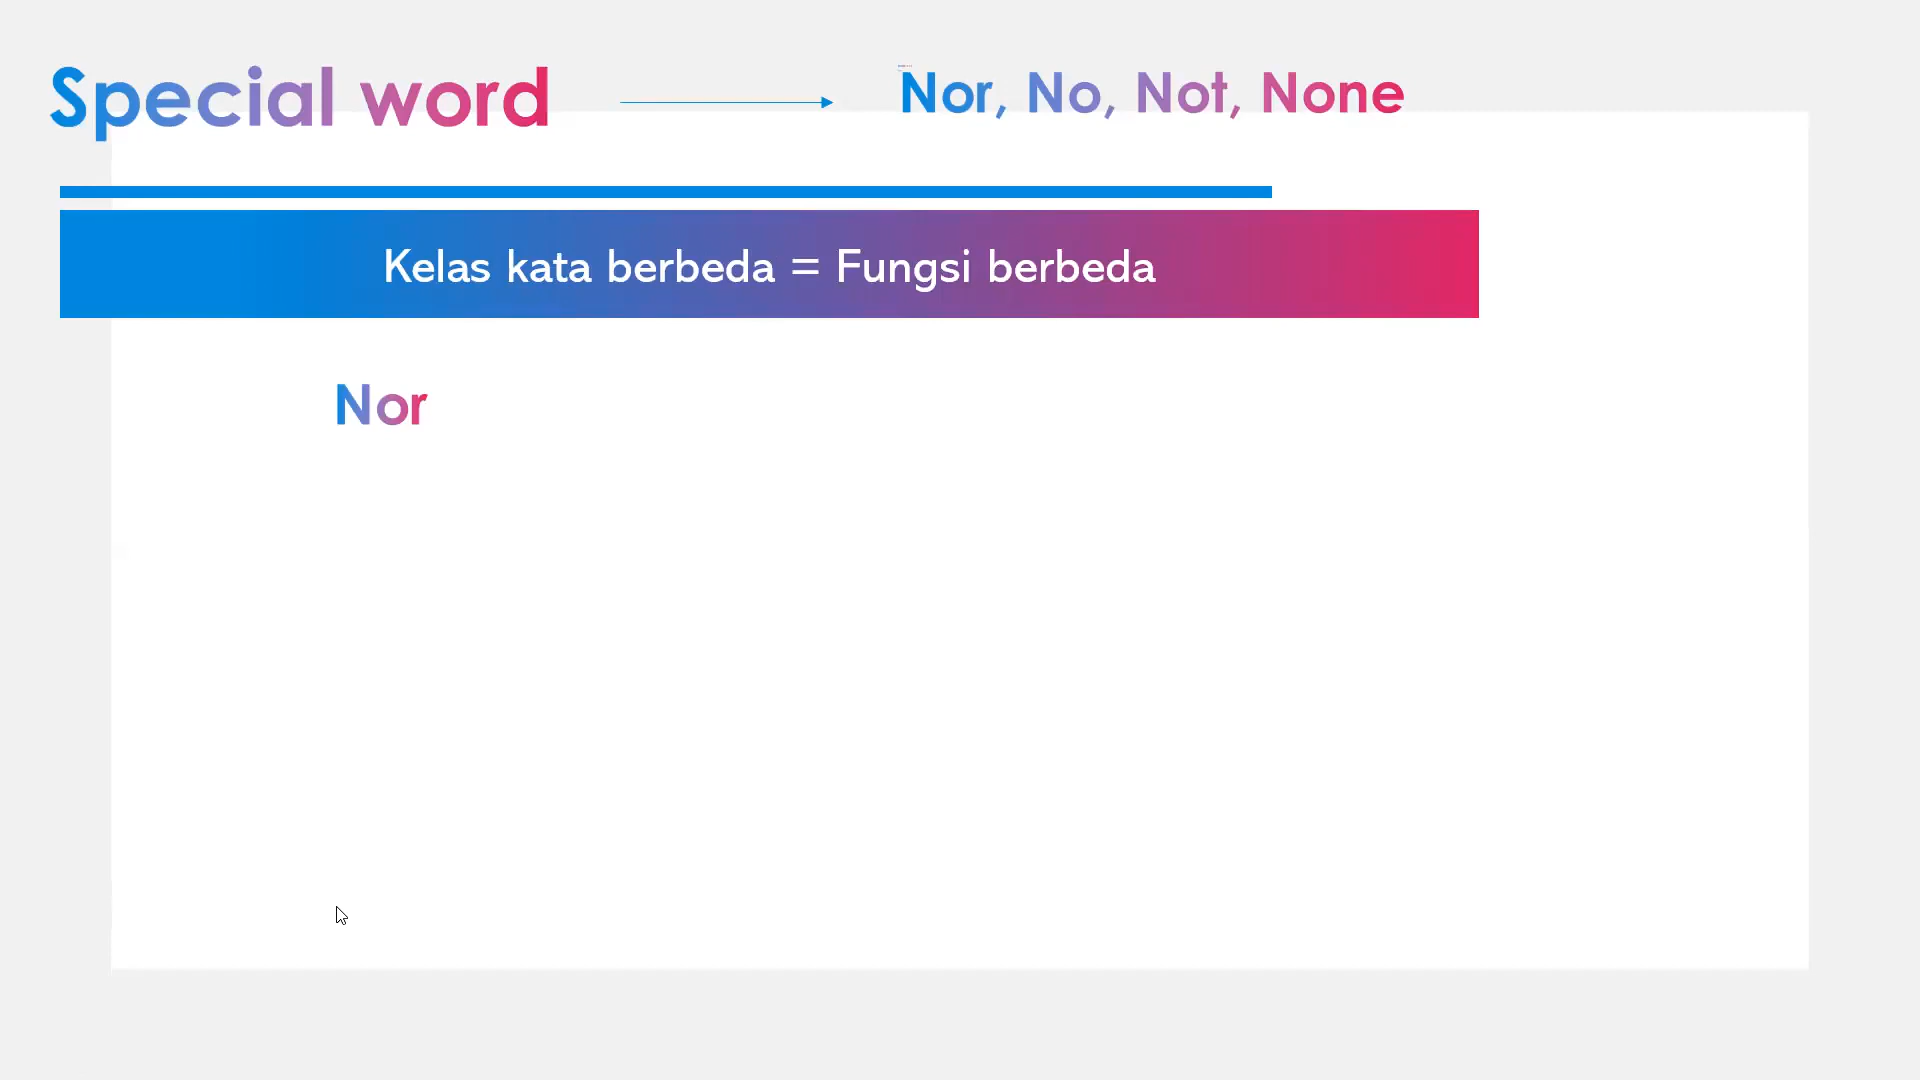 Special word
Nor, No, Not, None
Kelas kata berbeda = Fungsi berbeda
Nor